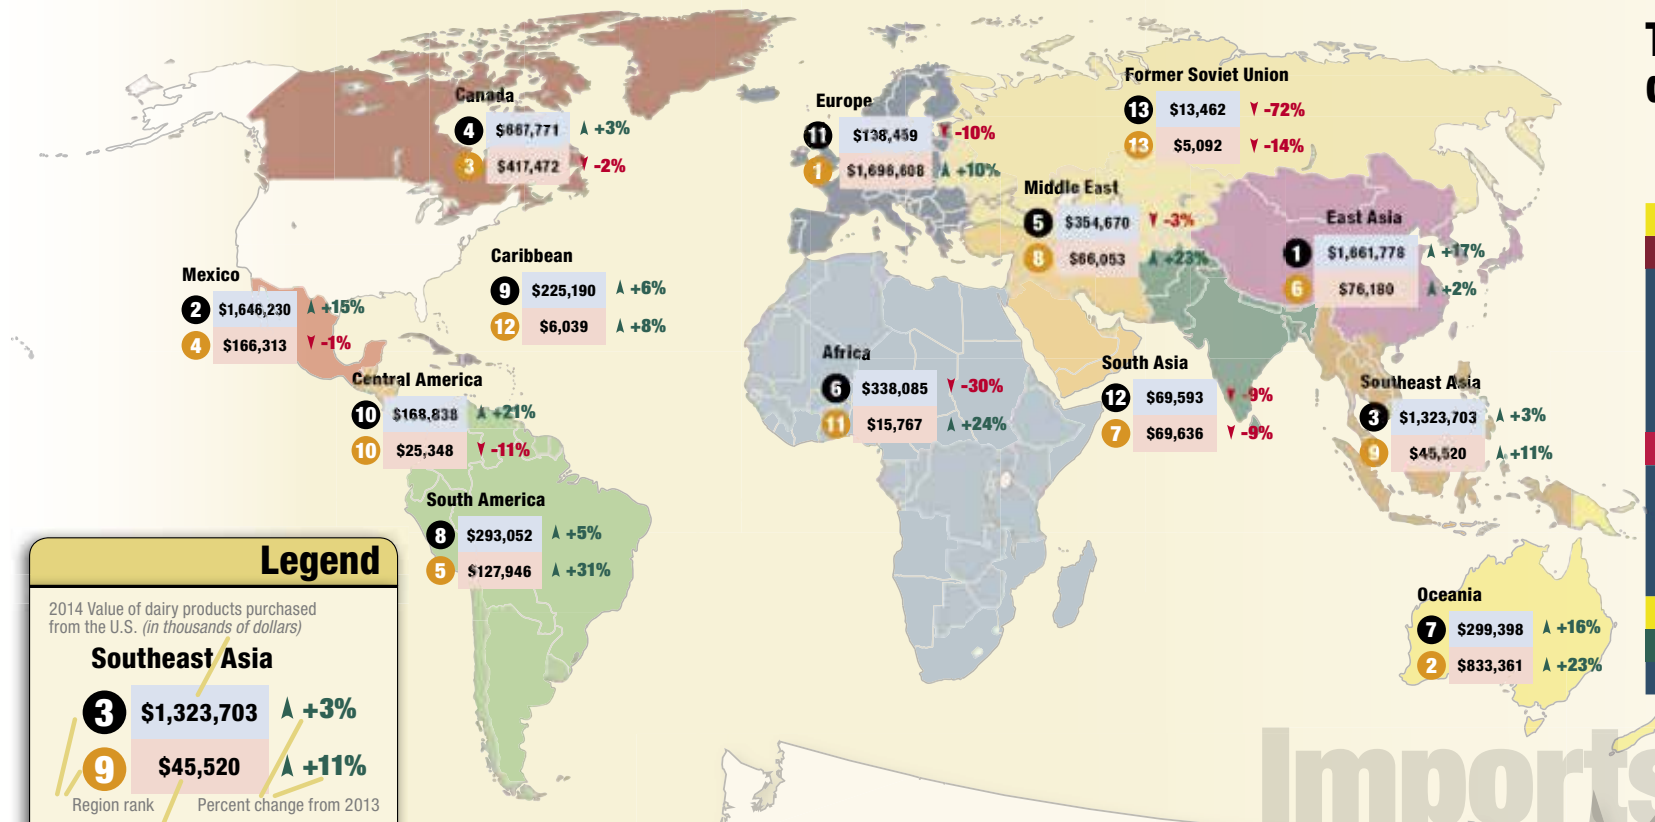 Canada
4 $667,771 +3%
3 $417,472 -2%
Europe
11 $138,459 -10%
1 $1,696,608 +10%
Former Soviet Union
13 $13,462 -72%
13 $5,092 -14%
Middle East
5 $354,670 -3%
8 $66,053 +23%
East Asia
1 $1,661,778 +17%
6 $76,180 +2%
Mexico
2 $1,646,230 +15%
4 $166,313 -1%
Caribbean
9 $225,190 +6%
12 $6,039 +8%
Central America
10 $168,838 +21%
10 $25,348 -11%
Africa
6 $338,085 -30%
11 $15,767 +24%
South Asia
12 $69,593 -9%
7 $69,636 -9%
Southeast Asia
3 $1,323,703 +3%
9 $45,520 +11%
South America
8 $293,052 +5%
5 $127,946 +31%
Oceania
7 $299,398 +16%
2 $833,361 +23%
Legend
2014 Value of dairy products purchased
from the U.S. (in thousands of dollars)
Southeast Asia
3 $1,323,703 +3%
9 $45,520 +11%
Region rank Percent change from 2013
Imports